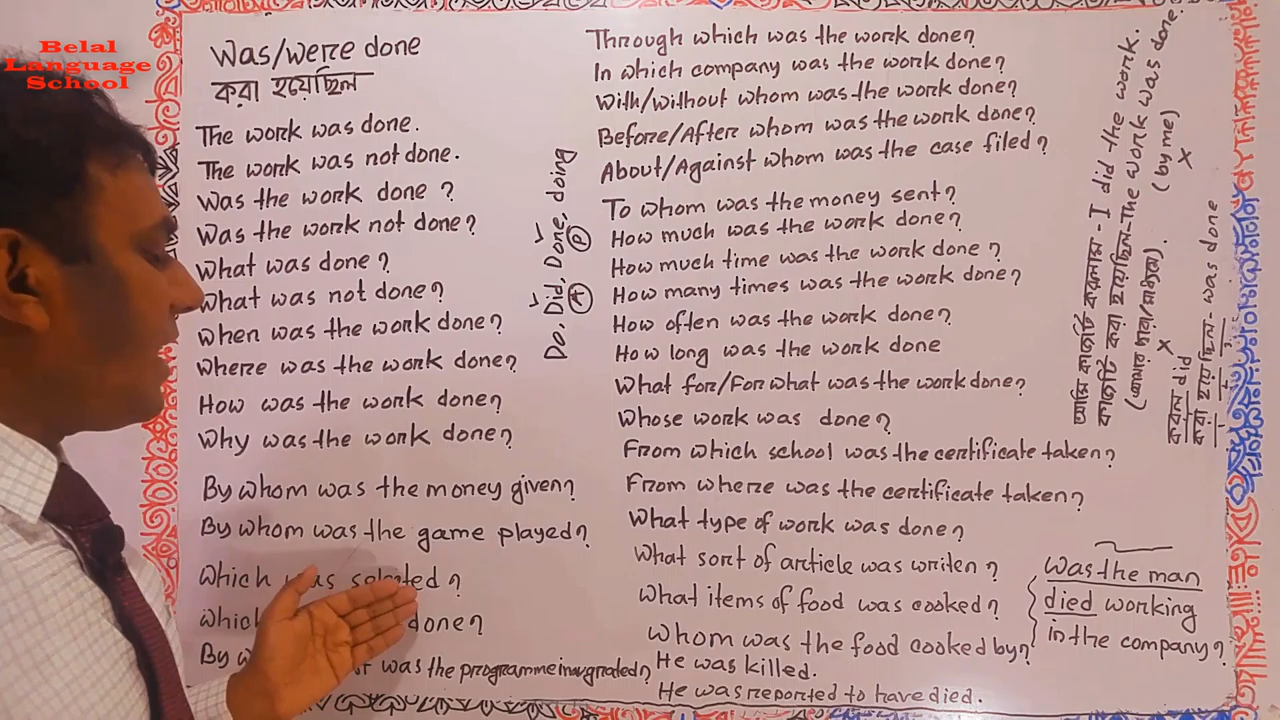 Belal
Language
School
Was/were done
করা হয়েছিল
The work was done.
The work was not done.
Was the work done ?
Was the work not done?
What was done ?
What was not done?
When was the work done?
Where was the work done?
How was the work done?
Why was the work done?
By whom was the money given?
By whom was the game played?
Which was selected ?
done?
By
was the programme inaugrated?
Do, Did, Done, doing
A
P
Through which was the work done?
In which company was the work done?
With/without whom was the work done?
Before/After whom was the work done?
About/Against whom was the case filed?
To whom was the money sent?
How much was the work done?
How much time was the work done ?
How many times was the work done?
How often was the work done?
How long was the work done
What for/For what was the work done?
Whose work was done?
From which school was the certificate taken?
From where was the certificate taken?
What type of work was done?
What sort of article was writen ?
What items of food was cooked?
Whom was the food cooked by?
He was killed.
He was reported to have died.
আমি কাজটি করলাম - I did the work.
কাজটি করা হয়েছিল - The work was done.
(আমার দ্বারা/মাধ্যমে). (by me)
করল did
করা হয়েছিল - was done
was the man
died working
in the company?